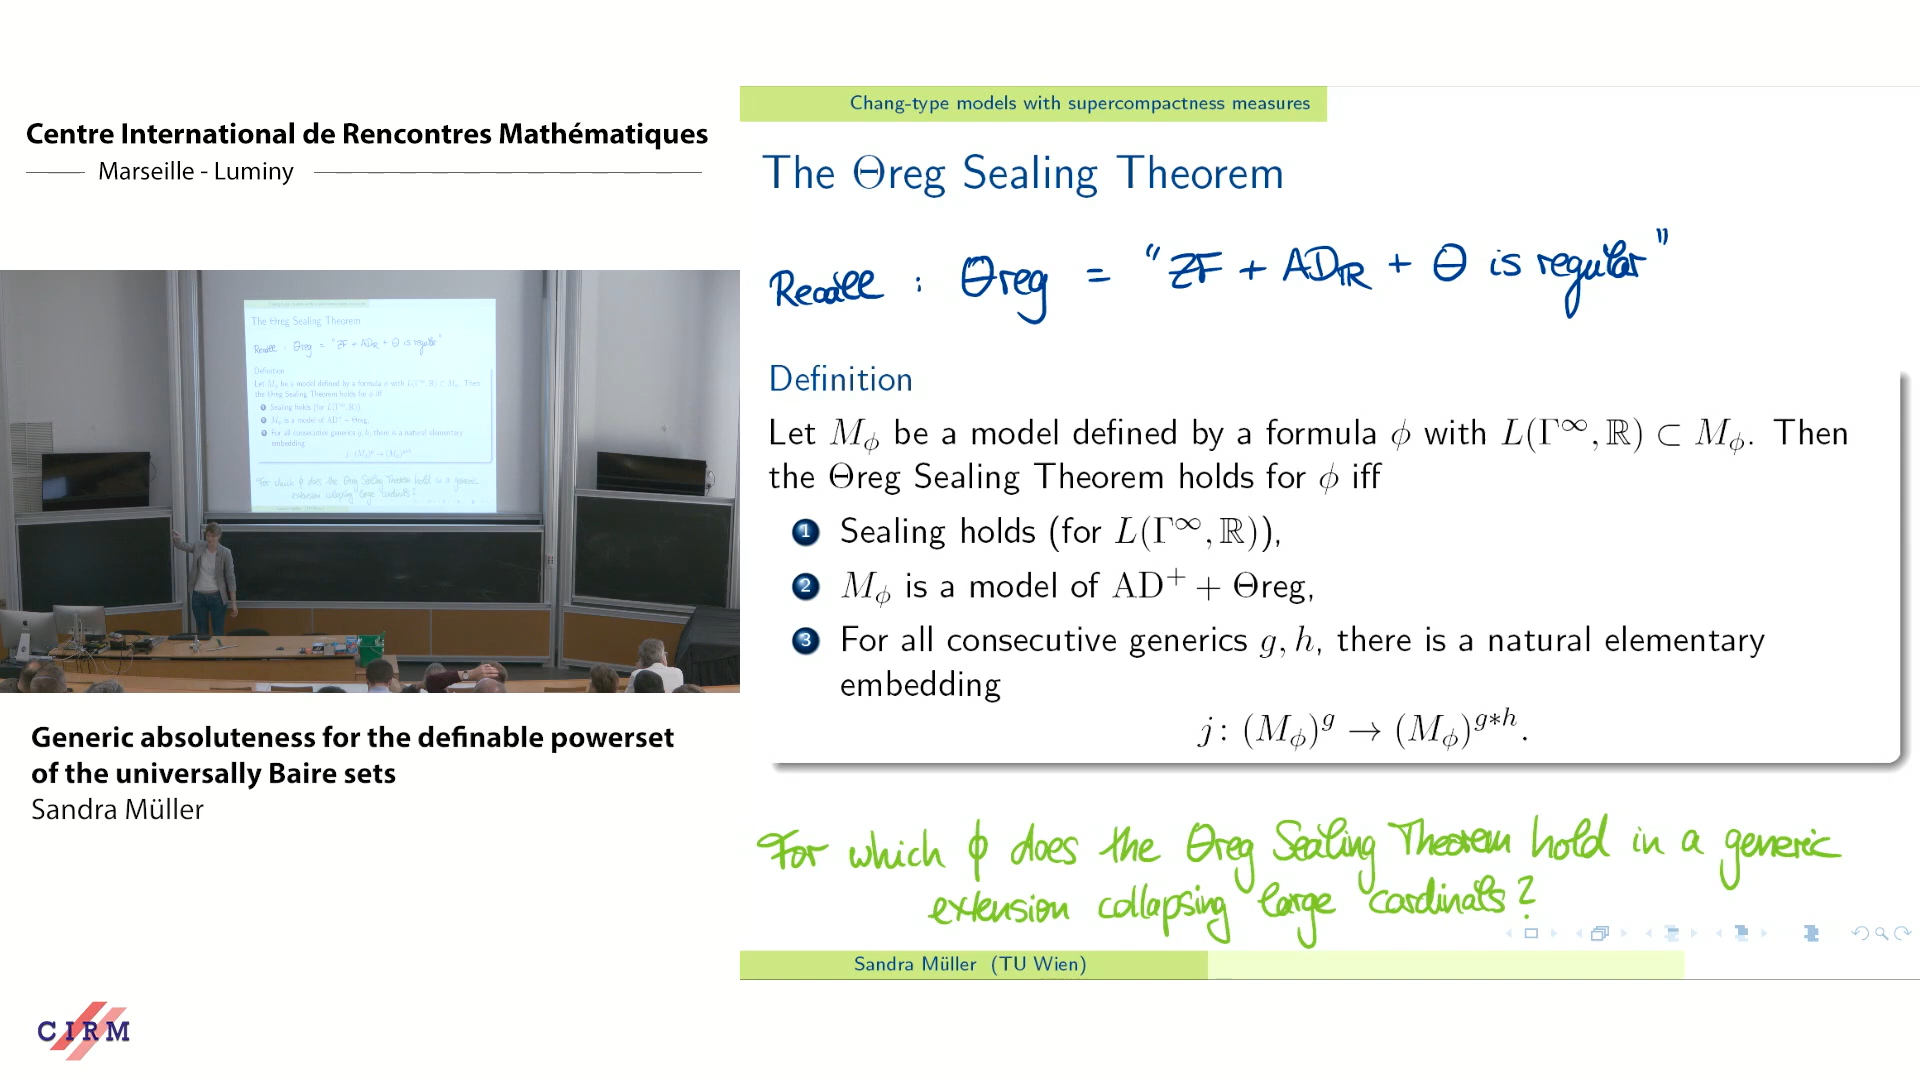 Centre International de Rencontres Mathématiques
Marseille - Luminy
Generic absoluteness for the definable powerset
of the universally Baire sets
Sandra Müller
CIRM
Chang-type models with supercompactness measures
The Θreg Sealing Theorem
Recall : Θreg = "ZF + AD_ℝ + Θ is regular"
Definition
Let M_ϕ be a model defined by a formula ϕ with L(Γ^∞, ℝ) ⊂ M_ϕ. Then
the Θreg Sealing Theorem holds for ϕ iff
1 Sealing holds (for L(Γ^∞, ℝ)),
2 M_ϕ is a model of AD⁺ + Θreg,
3 For all consecutive generics g, h, there is a natural elementary
embedding
j: (M_ϕ)^g → (M_ϕ)^{g*h}.
For which ϕ does the Θreg Sealing Theorem hold in a generic
extension collapsing large cardinals?
Sandra Müller (TU Wien)